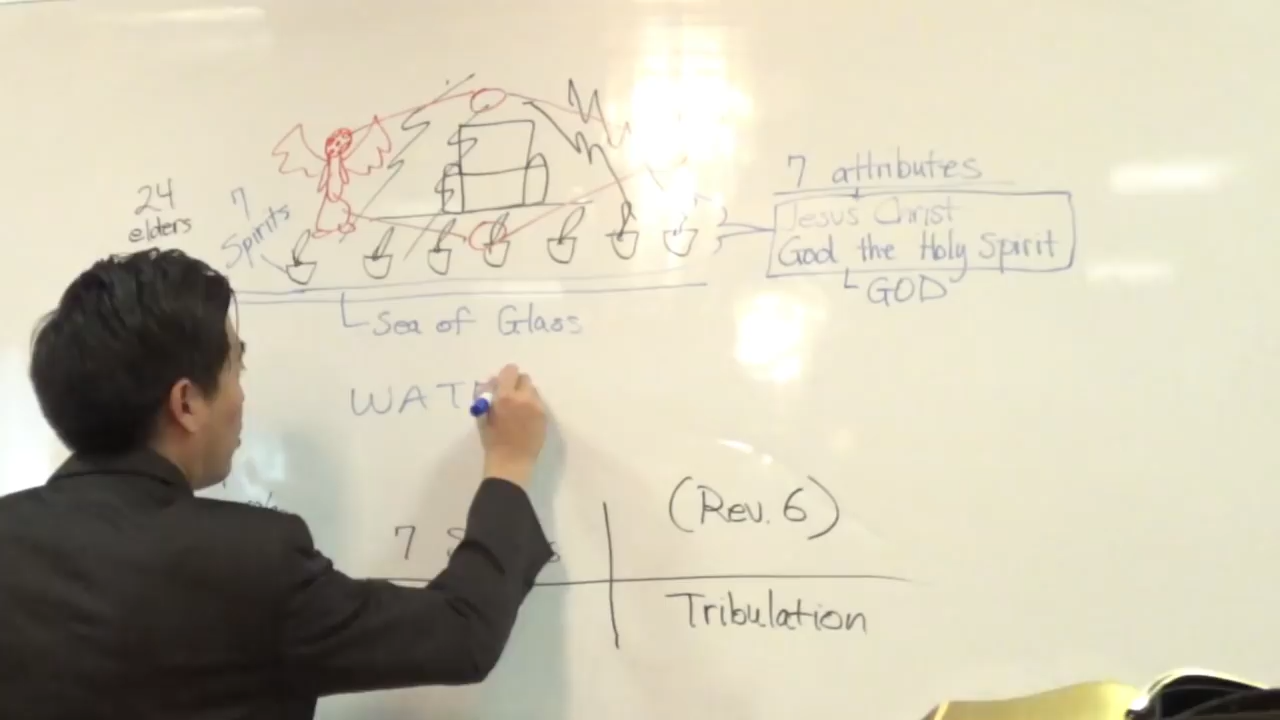 7 attributes
24
elders
7
Spirits
Jesus Christ
God the Holy Spirit
GOD
Sea of Glass
WAT
(Rev. 6)
7
Tribulation